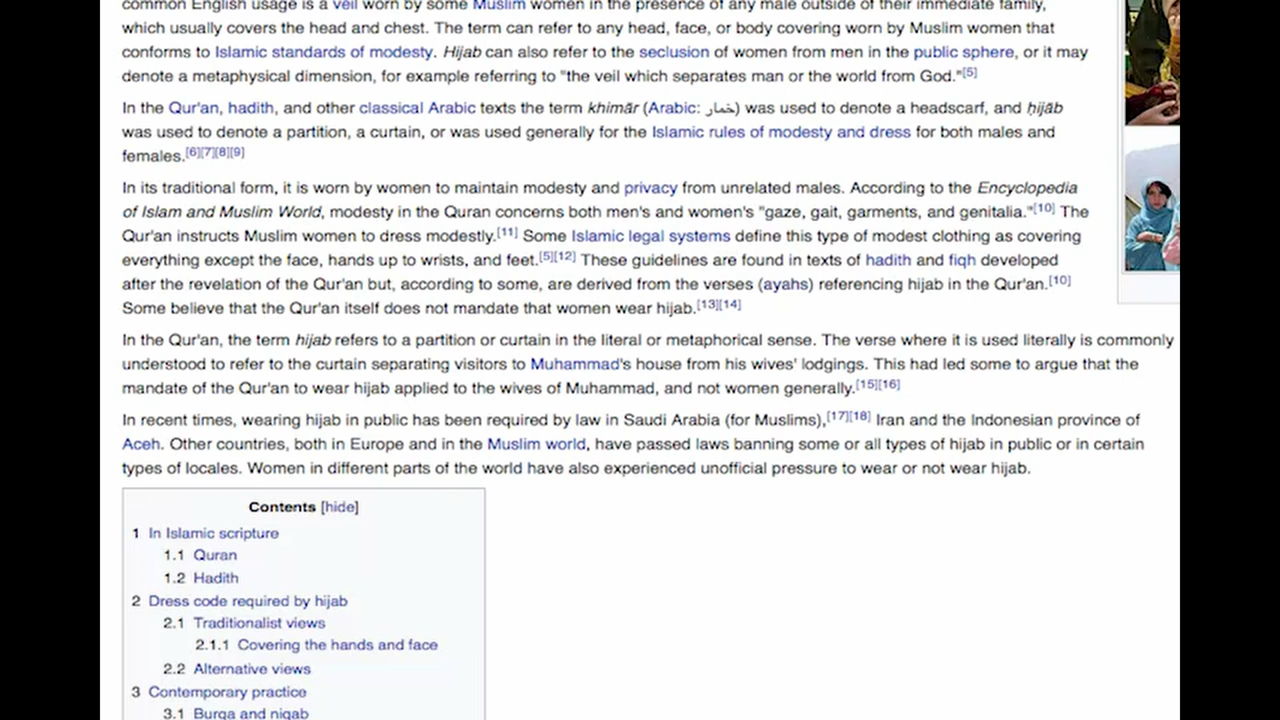 common English usage is a veil worn by some Muslim women in the presence of any male outside of their immediate family,
which usually covers the head and chest. The term can refer to any head, face, or body covering worn by Muslim women that
conforms to Islamic standards of modesty. Hijab can also refer to the seclusion of women from men in the public sphere, or it may
denote a metaphysical dimension, for example referring to "the veil which separates man or the world from God."[5]
In the Qur'an, hadith, and other classical Arabic texts the term khimār (Arabic: خمار) was used to denote a headscarf, and ḥijāb
was used to denote a partition, a curtain, or was used generally for the Islamic rules of modesty and dress for both males and
females.[6][7][8][9]
In its traditional form, it is worn by women to maintain modesty and privacy from unrelated males. According to the Encyclopedia
of Islam and Muslim World, modesty in the Quran concerns both men's and women's "gaze, gait, garments, and genitalia."[10] The
Qur'an instructs Muslim women to dress modestly.[11] Some Islamic legal systems define this type of modest clothing as covering
everything except the face, hands up to wrists, and feet.[5][12] These guidelines are found in texts of hadith and fiqh developed
after the revelation of the Qur'an but, according to some, are derived from the verses (ayahs) referencing hijab in the Qur'an.[10]
Some believe that the Qur'an itself does not mandate that women wear hijab.[13][14]
In the Qur'an, the term hijab refers to a partition or curtain in the literal or metaphorical sense. The verse where it is used literally is commonly
understood to refer to the curtain separating visitors to Muhammad's house from his wives' lodgings. This had led some to argue that the
mandate of the Qur'an to wear hijab applied to the wives of Muhammad, and not women generally.[15][16]
In recent times, wearing hijab in public has been required by law in Saudi Arabia (for Muslims),[17][18] Iran and the Indonesian province of
Aceh. Other countries, both in Europe and in the Muslim world, have passed laws banning some or all types of hijab in public or in certain
types of locales. Women in different parts of the world have also experienced unofficial pressure to wear or not wear hijab.
Contents [hide]
1 In Islamic scripture
1.1 Quran
1.2 Hadith
2 Dress code required by hijab
2.1 Traditionalist views
2.1.1 Covering the hands and face
2.2 Alternative views
3 Contemporary practice
3.1 Burqa and niqab